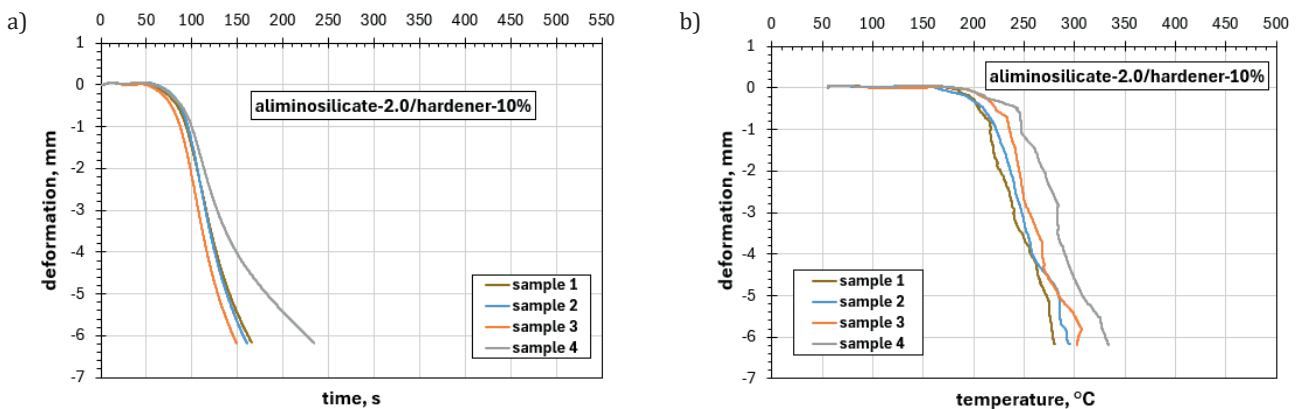 a)
0 50 100 150 200 250 300 350 400 450 500 550
1
0
-1
-2
-3
-4
-5
-6
-7
deformation, mm
aliminosilicate-2.0/hardener-10%
sample 1
sample 2
sample 3
sample 4
time, s
b)
0 50 100 150 200 250 300 350 400 450 500
1
0
-1
-2
-3
-4
-5
-6
-7
deformation, mm
aliminosilicate-2.0/hardener-10%
sample 1
sample 2
sample 3
sample 4
temperature, °C